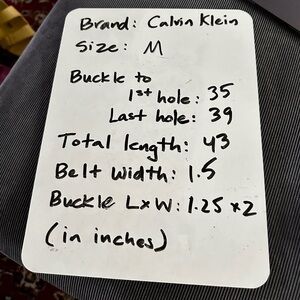 Brand: Calvin Klein
Size: M
Buckle to
1st hole: 35
Last hole: 39
Total length: 43
Belt width: 1.5
Buckle LxW: 1.25 x 2
(in inches)